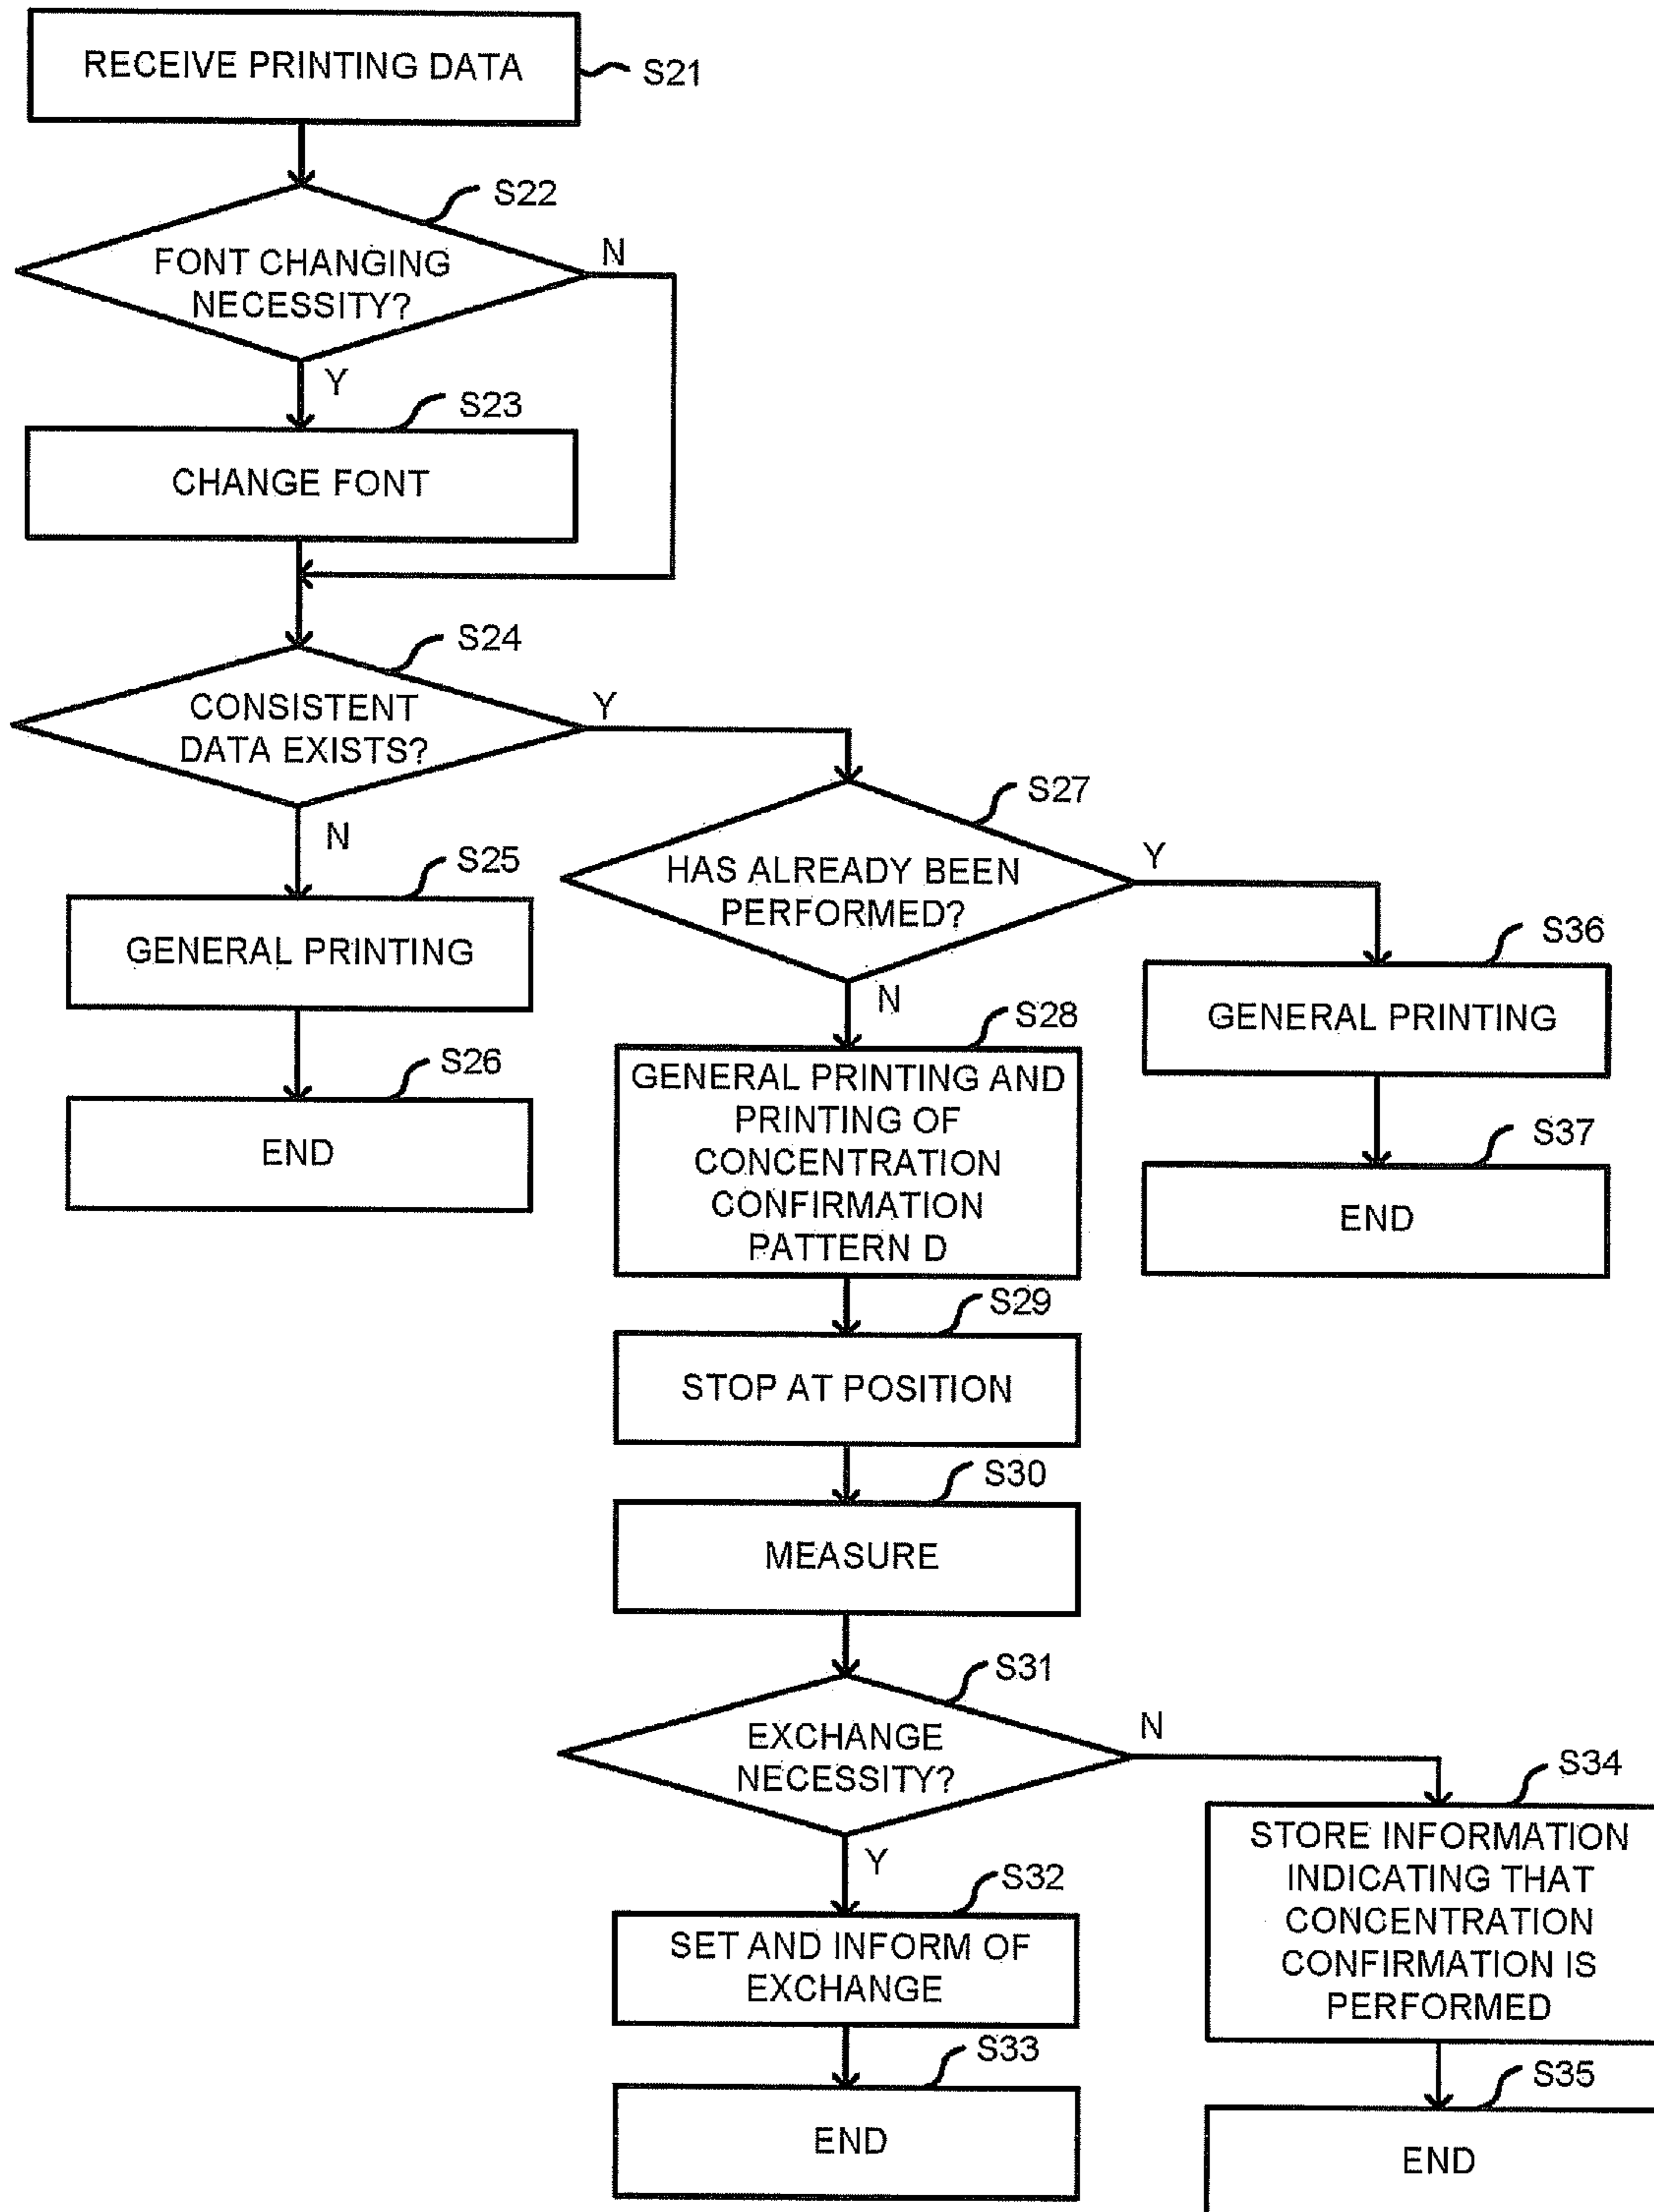 RECEIVE PRINTING DATA
S21
S22
FONT CHANGING
NECESSITY?
N
Y
S23
CHANGE FONT
S24
CONSISTENT
DATA EXISTS?
Y
N
S25
GENERAL PRINTING
S26
END
S27
HAS ALREADY BEEN
PERFORMED?
Y
N
S36
GENERAL PRINTING
S37
END
S28
GENERAL PRINTING AND
PRINTING OF
CONCENTRATION
CONFIRMATION
PATTERN D
S29
STOP AT POSITION
S30
MEASURE
S31
EXCHANGE
NECESSITY?
N
Y
S32
SET AND INFORM OF
EXCHANGE
S33
END
S34
STORE INFORMATION
INDICATING THAT
CONCENTRATION
CONFIRMATION IS
PERFORMED
S35
END